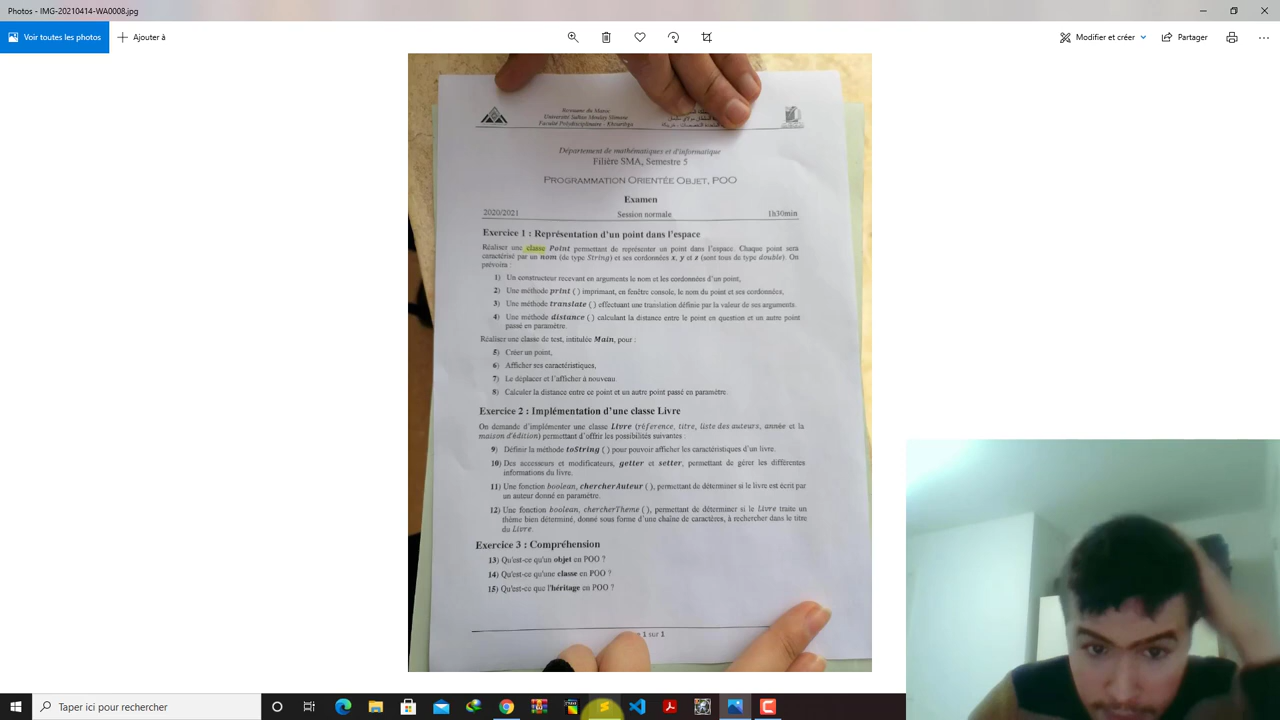 Photos - IMG-20210414-WA0008.jpg
Voir toutes les photos
Ajouter à
Modifier et créer
Partager
Royaume du Maroc
Université Sultan Moulay Slimane
Faculté Polydisciplinaire - Khouribga
Département de mathématiques et d'informatique
Filière SMA, Semestre 5
PROGRAMMATION ORIENTÉE OBJET, POO
Examen
2020/2021 Session normale 1h30min
Exercice 1 : Représentation d'un point dans l'espace
Réaliser une classe Point permettant de représenter un point dans l'espace. Chaque point sera
caractérisé par un nom (de type String) et ses cordonnées x, y et z (sont tous de type double). On
prévoira :
1) Un constructeur recevant en arguments le nom et les cordonnées d'un point,
2) Une méthode print ( ) imprimant, en fenêtre console, le nom du point et ses cordonnées,
3) Une méthode translate ( ) effectuant une translation définie par la valeur de ses arguments.
4) Une méthode distance ( ) calculant la distance entre le point en question et un autre point
passé en paramètre.
Réaliser une classe de test, intitulée Main, pour :
5) Créer un point,
6) Afficher ses caractéristiques,
7) Le déplacer et l'afficher à nouveau.
8) Calculer la distance entre ce point et un autre point passé en paramètre.
Exercice 2 : Implémentation d'une classe Livre
On demande d'implémenter une classe Livre (référence, titre, liste des auteurs, année et la
maison d'édition) permettant d'offrir les possibilités suivantes :
9) Définir la méthode toString ( ) pour pouvoir afficher les caractéristiques d'un livre.
10) Des accesseurs et modificateurs, getter et setter, permettant de gérer les différentes
informations du livre.
11) Une fonction boolean, chercherAuteur ( ), permettant de déterminer si le livre est écrit par
un auteur donné en paramètre.
12) Une fonction boolean, chercherTheme ( ), permettant de déterminer si le Livre traite un
thème bien déterminé, donné sous forme d'une chaîne de caractères, à rechercher dans le titre
du Livre.
Exercice 3 : Compréhension
13) Qu'est-ce qu'un objet en POO ?
14) Qu'est-ce qu'une classe en POO ?
15) Qu'est-ce que l'héritage en POO ?
1 sur 1
Taper ici pour rechercher